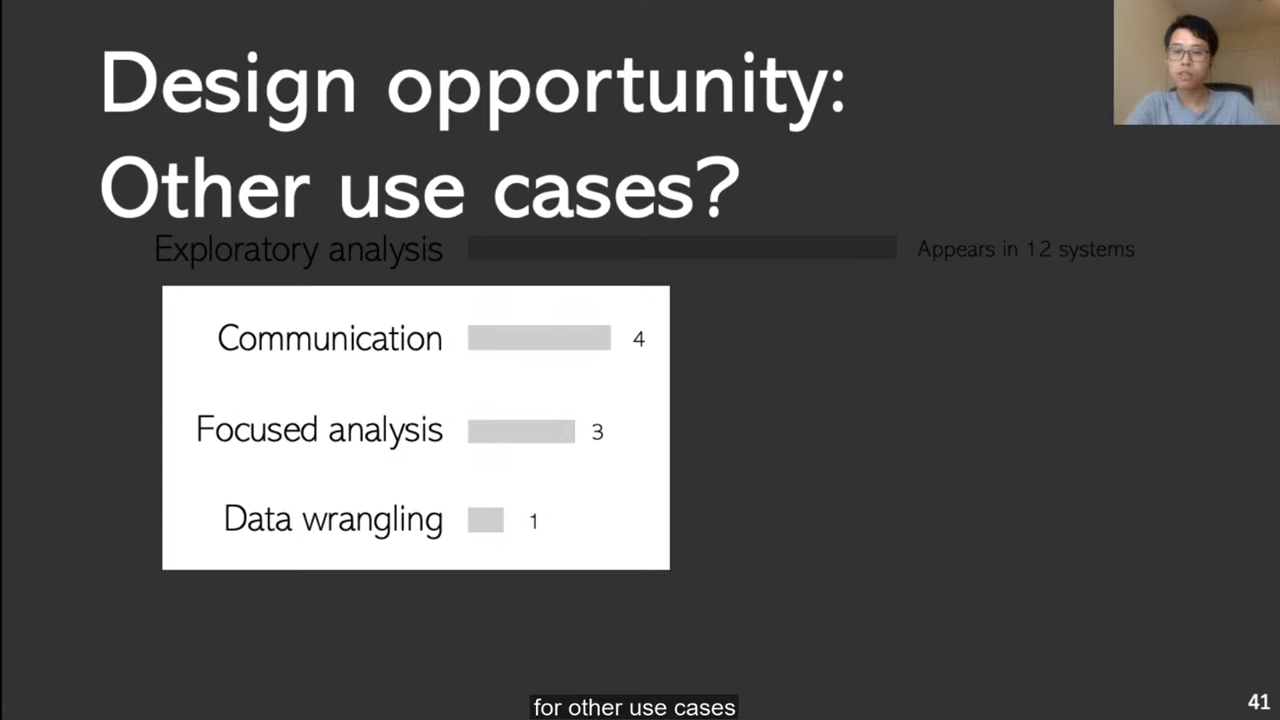 Design opportunity:
Other use cases?
Exploratory analysis
Appears in 12 systems
Communication
4
Focused analysis
3
Data wrangling
1
for other use cases
41